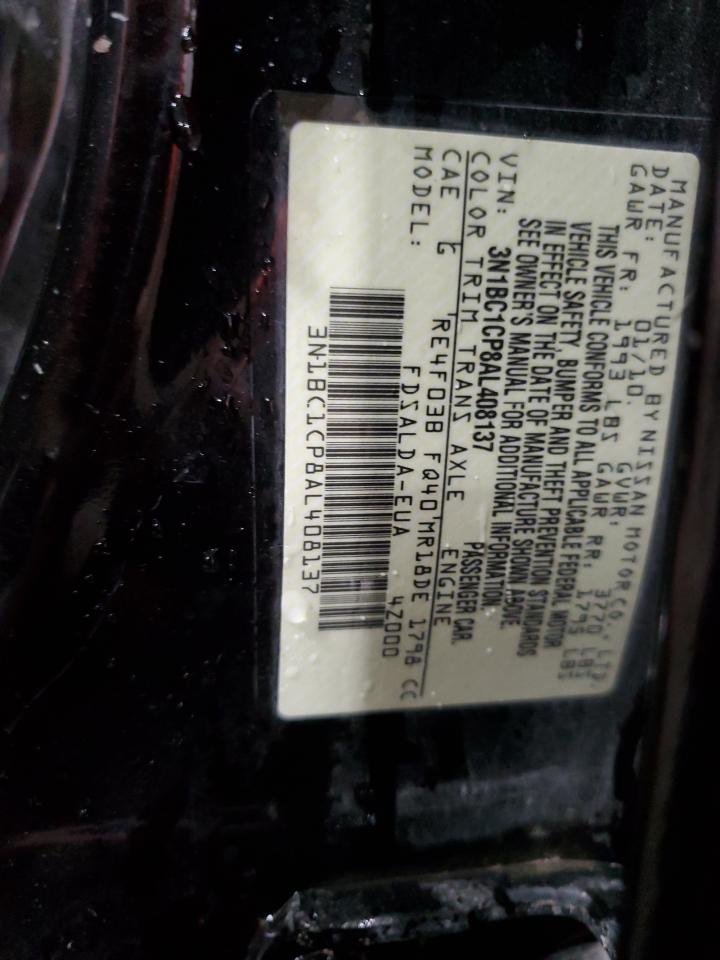 MANUFACTURED BY NISSAN MOTOR CO., LTD.
DATE: 01/10. GVWR: 3770 LBS
GAWR FR: 1993 LBS GAWR RR: 1795 LBS
THIS VEHICLE CONFORMS TO ALL APPLICABLE FEDERAL MOTOR
VEHICLE SAFETY, BUMPER AND THEFT PREVENTION STANDARDS
IN EFFECT ON THE DATE OF MANUFACTURE SHOWN ABOVE.
SEE OWNER'S MANUAL FOR ADDITIONAL INFORMATION.
VIN: 3N1BC1CP8AL408137 PASSENGER CAR.
COLOR TRIM TRANS AXLE ENGINE
CAE G RE4F03B FQ40 MR18DE 1798 CC
MODEL: FDSALDA-EUA 4Z000
3N1BC1CP8AL408137